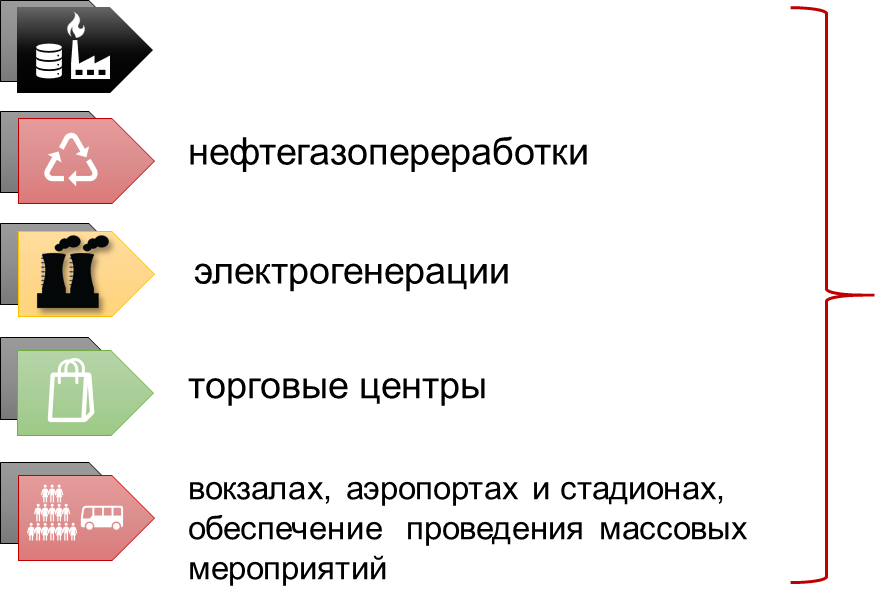 нефтегазопереработки
электрогенерации
торговые центры
вокзалах, аэропортах и стадионах,
обеспечение проведения массовых
мероприятий